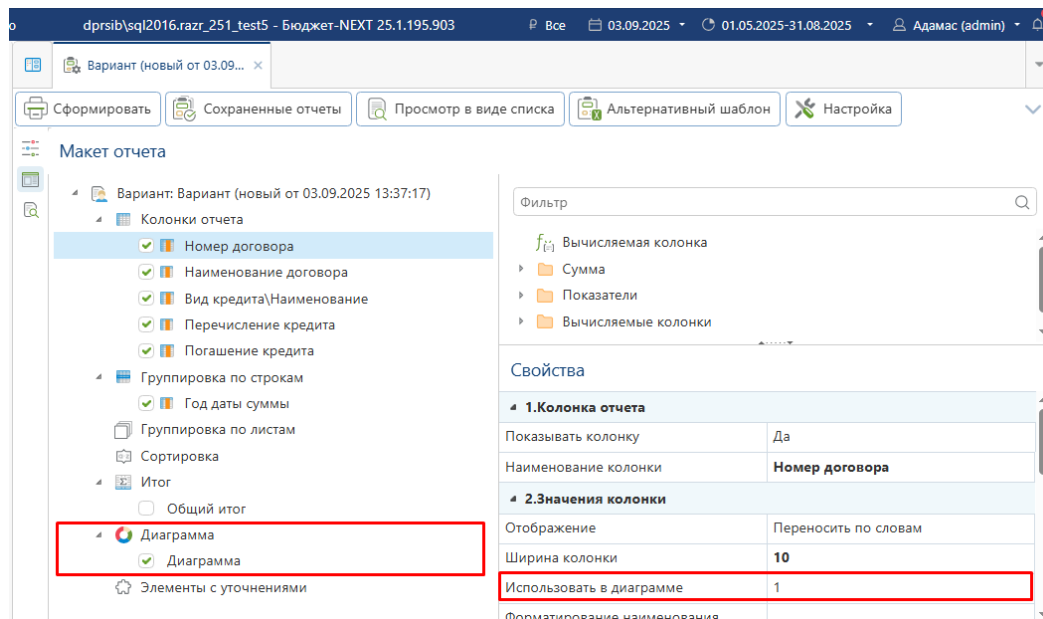 о dprsib\sql2016.razr_251_test5 - Бюджет-NEXT 25.1.195.903 ₽ Все 03.09.2025 01.05.2025-31.08.2025 Адамас (admin)
Вариант (новый от 03.09... ×
Сформировать Сохраненные отчеты Просмотр в виде списка Альтернативный шаблон Настройка
Макет отчета
Вариант: Вариант (новый от 03.09.2025 13:37:17)
Колонки отчета
Номер договора
Наименование договора
Вид кредита\Наименование
Перечисление кредита
Погашение кредита
Группировка по строкам
Год даты суммы
Группировка по листам
Сортировка
Итог
Общий итог
Диаграмма
Диаграмма
Элементы с уточнениями
Фильтр
Вычисляемая колонка
Сумма
Показатели
Вычисляемые колонки
Свойства
1.Колонка отчета
Показывать колонку Да
Наименование колонки Номер договора
2.Значения колонки
Отображение Переносить по словам
Ширина колонки 10
Использовать в диаграмме 1
Форматирование наименования